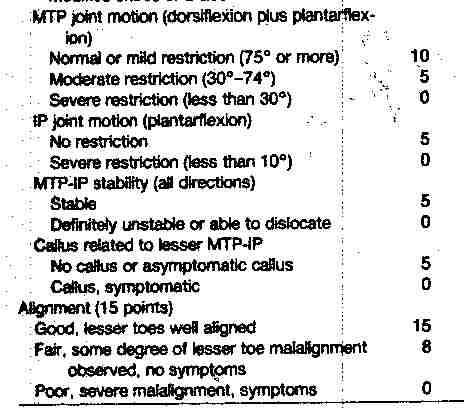 MTP joint motion (dorsiflexion plus plantarflex-
ion)
Normal or mild restriction (75° or more) 10
Moderate restriction (30°–74°) 5
Severe restriction (less than 30°) 0
IP joint motion (plantarflexion)
No restriction 5
Severe restriction (less than 10°) 0
MTP-IP stability (all directions)
Stable 5
Definitely unstable or able to dislocate 0
Callus related to lesser MTP-IP
No callus or asymptomatic callus 5
Callus, symptomatic 0
Alignment (15 points)
Good, lesser toes well aligned 15
Fair, some degree of lesser toe malalignment 8
observed, no symptoms
Poor, severe malalignment, symptoms 0